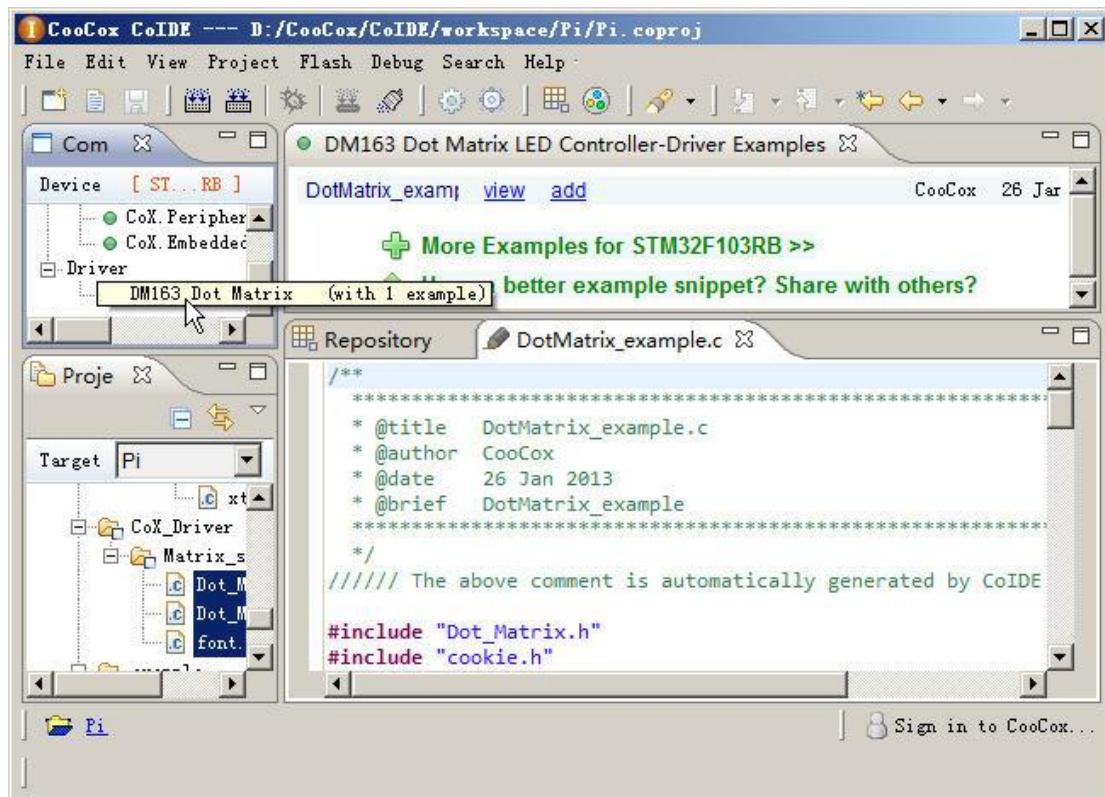 CooCox CoIDE --- D:/CooCox/CoIDE/workspace/Pi/Pi.coproj
File Edit View Project Flash Debug Search Help
Com
Device [ ST...RB ]
CoX.Peripher
CoX.Embedded
Driver
DM163 Dot Matrix (with 1 example)
DM163 Dot Matrix LED Controller-Driver Examples
DotMatrix_examp view add CooCox 26 Jar
More Examples for STM32F103RB >>
better example snippet? Share with others?
Proje
Target Pi
xt
CoX_Driver
Matrix_s
Dot_M
Dot_M
font.
Repository DotMatrix_example.c
/**
******************************************************
* @title DotMatrix_example.c
* @author CooCox
* @date 26 Jan 2013
* @brief DotMatrix_example
******************************************************
*/
////// The above comment is automatically generated by CoIDE
#include "Dot_Matrix.h"
#include "cookie.h"
Pi
Sign in to CooCox...